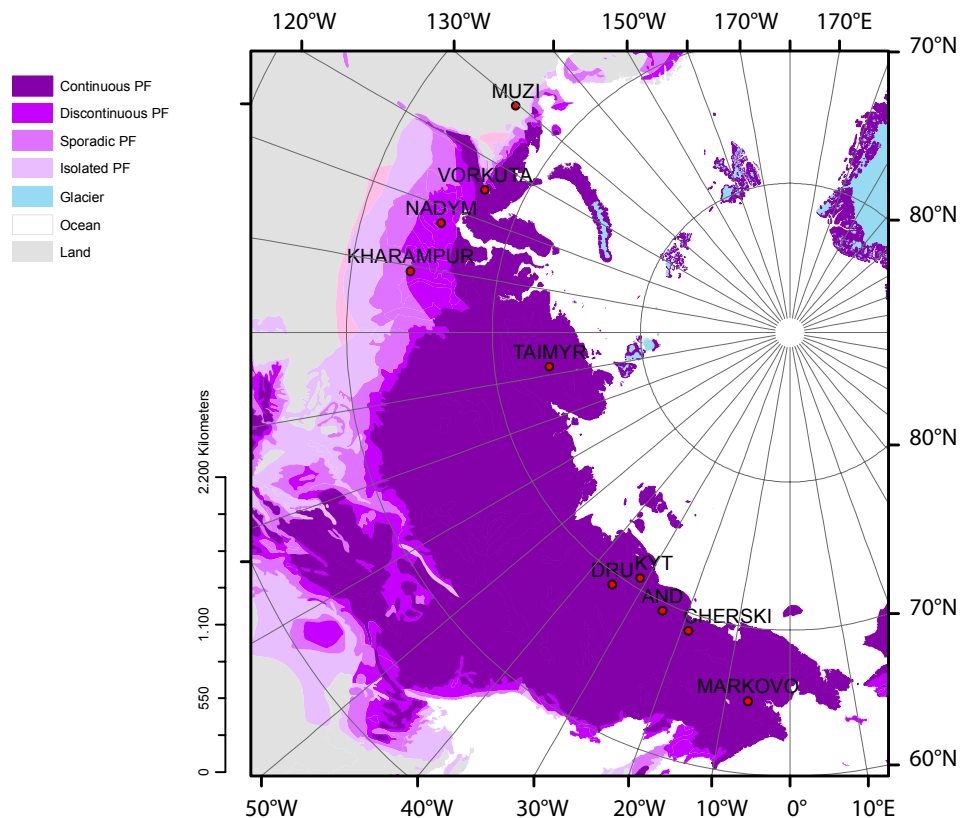 120°W 130°W 150°W 170°W 170°E
70°N
Continuous PF
Discontinuous PF
Sporadic PF
Isolated PF
Glacier
Ocean
Land
MUZI
VORKUTA
NADYM
KHARAMPUR
80°N
TAIMYR
2.200 Kilometers
1.100
550
0
80°N
DRU KYT
AND
CHERSKI
70°N
MARKOVO
60°N
50°W 40°W 30°W 20°W 10°W 0° 10°E